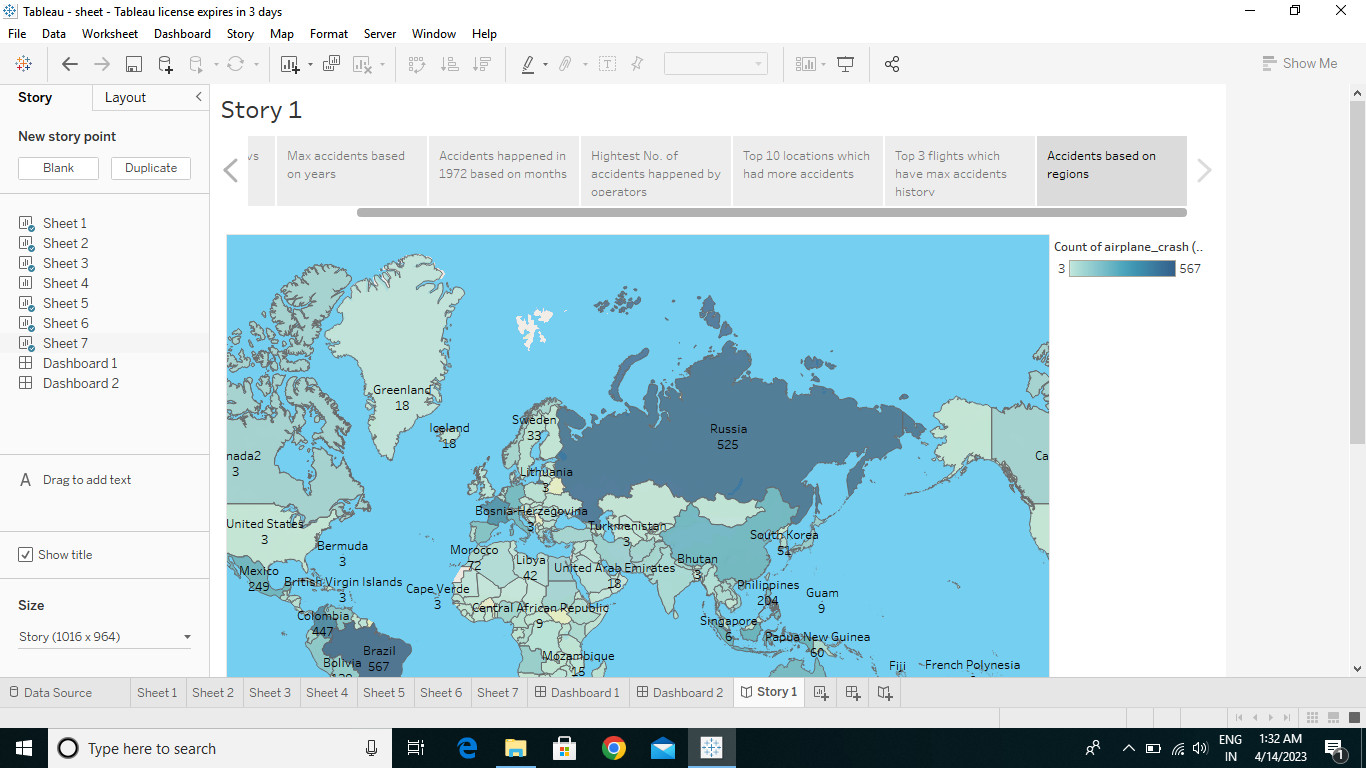 Tableau - sheet - Tableau license expires in 3 days
File Data Worksheet Dashboard Story Map Format Server Window Help
Show Me
Story Layout
New story point
Blank Duplicate
Sheet 1
Sheet 2
Sheet 3
Sheet 4
Sheet 5
Sheet 6
Sheet 7
Dashboard 1
Dashboard 2
A Drag to add text
Show title
Size
Story (1016 x 964)
Story 1
vs
Max accidents based
on years
Accidents happened in
1972 based on months
Hightest No. of
accidents happened by
operators
Top 10 locations which
had more accidents
Top 3 flights which
have max accidents
history
Accidents based on
regions
Count of airplane_crash (..
3 567
Greenland
18
Iceland
18
Sweden
33
Russia
525
nada2
3
Ca
Lithuania
3
United States
3
Bosnia-Herzegovina
3
Turkmenistan
3
South Korea
51
Bermuda
3
Morocco
72
Libya
42
United Arab Emirates
18
Bhutan
3
Mexico
249
British Virgin Islands
3
Cape Verde
3
Philippines
204
Guam
9
Central African Republic
9
Colombia
447
Singapore
6
Papua New Guinea
60
Brazil
567
Bolivia
Mozambique
15
Fiji
French Polynesia
Data Source Sheet 1 Sheet 2 Sheet 3 Sheet 4 Sheet 5 Sheet 6 Sheet 7 Dashboard 1 Dashboard 2 Story 1
Type here to search
ENG
IN
1:32 AM
4/14/2023
1